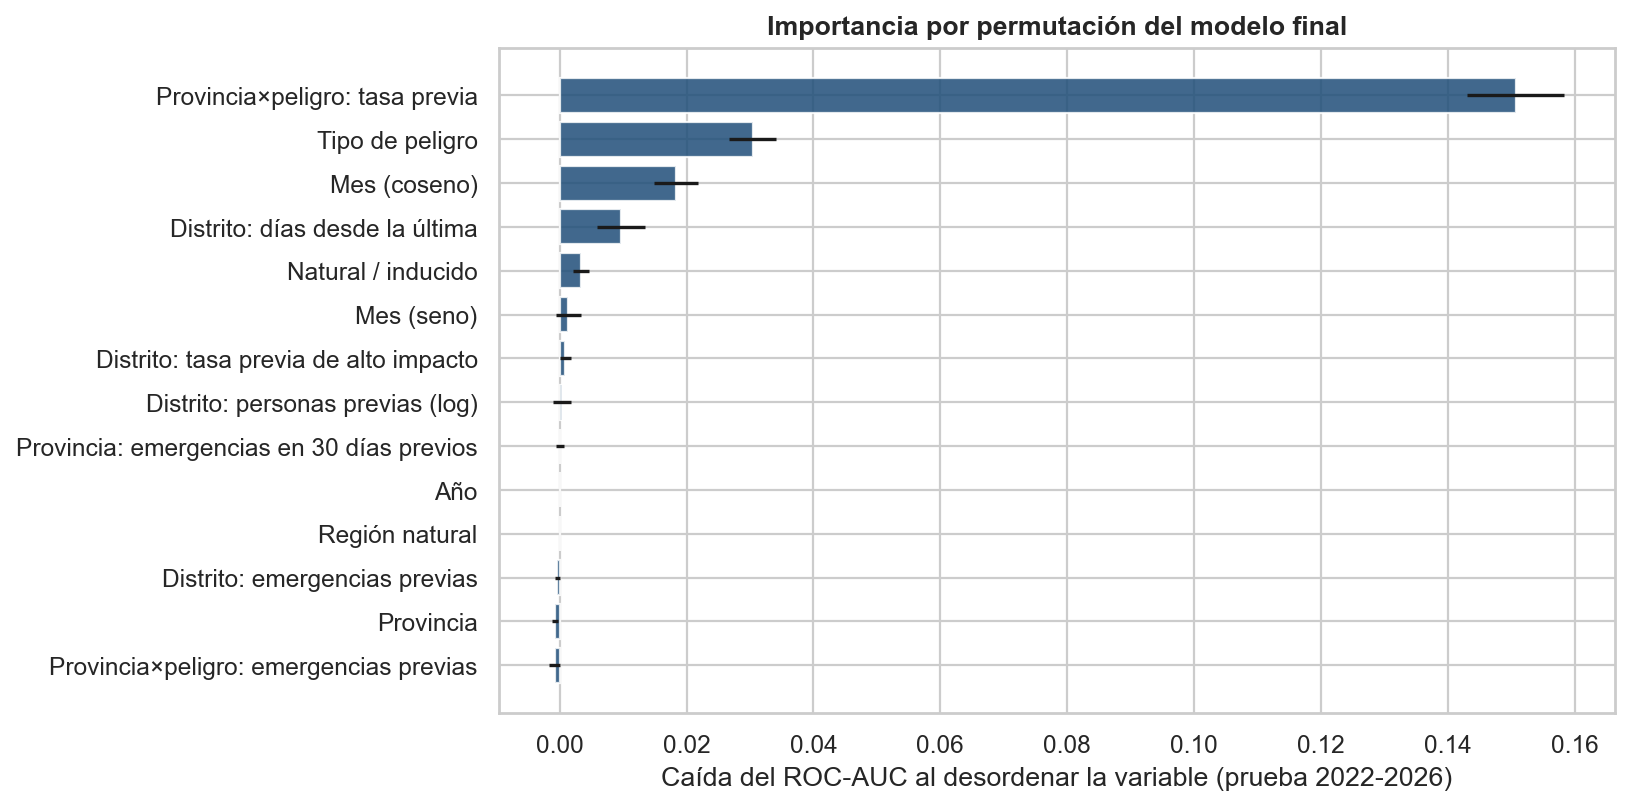 Importancia por permutación del modelo final
Provincia×peligro: tasa previa
Tipo de peligro
Mes (coseno)
Distrito: días desde la última
Natural / inducido
Mes (seno)
Distrito: tasa previa de alto impacto
Distrito: personas previas (log)
Provincia: emergencias en 30 días previos
Año
Región natural
Distrito: emergencias previas
Provincia
Provincia×peligro: emergencias previas
0.00 0.02 0.04 0.06 0.08 0.10 0.12 0.14 0.16
Caída del ROC-AUC al desordenar la variable (prueba 2022-2026)